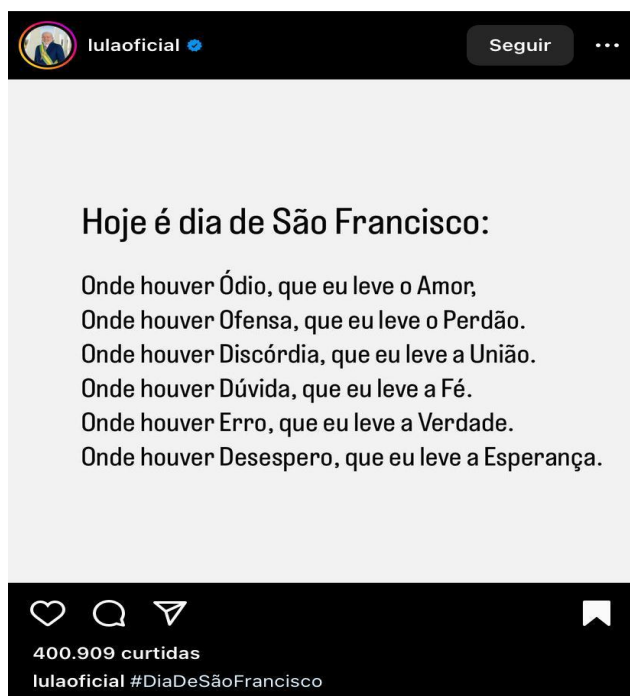 lulaoficial
Seguir
Hoje é dia de São Francisco:
Onde houver Ódio, que eu leve o Amor,
Onde houver Ofensa, que eu leve o Perdão.
Onde houver Discórdia, que eu leve a União.
Onde houver Dúvida, que eu leve a Fé.
Onde houver Erro, que eu leve a Verdade.
Onde houver Desespero, que eu leve a Esperança.
400.909 curtidas
lulaoficial #DiaDeSãoFrancisco